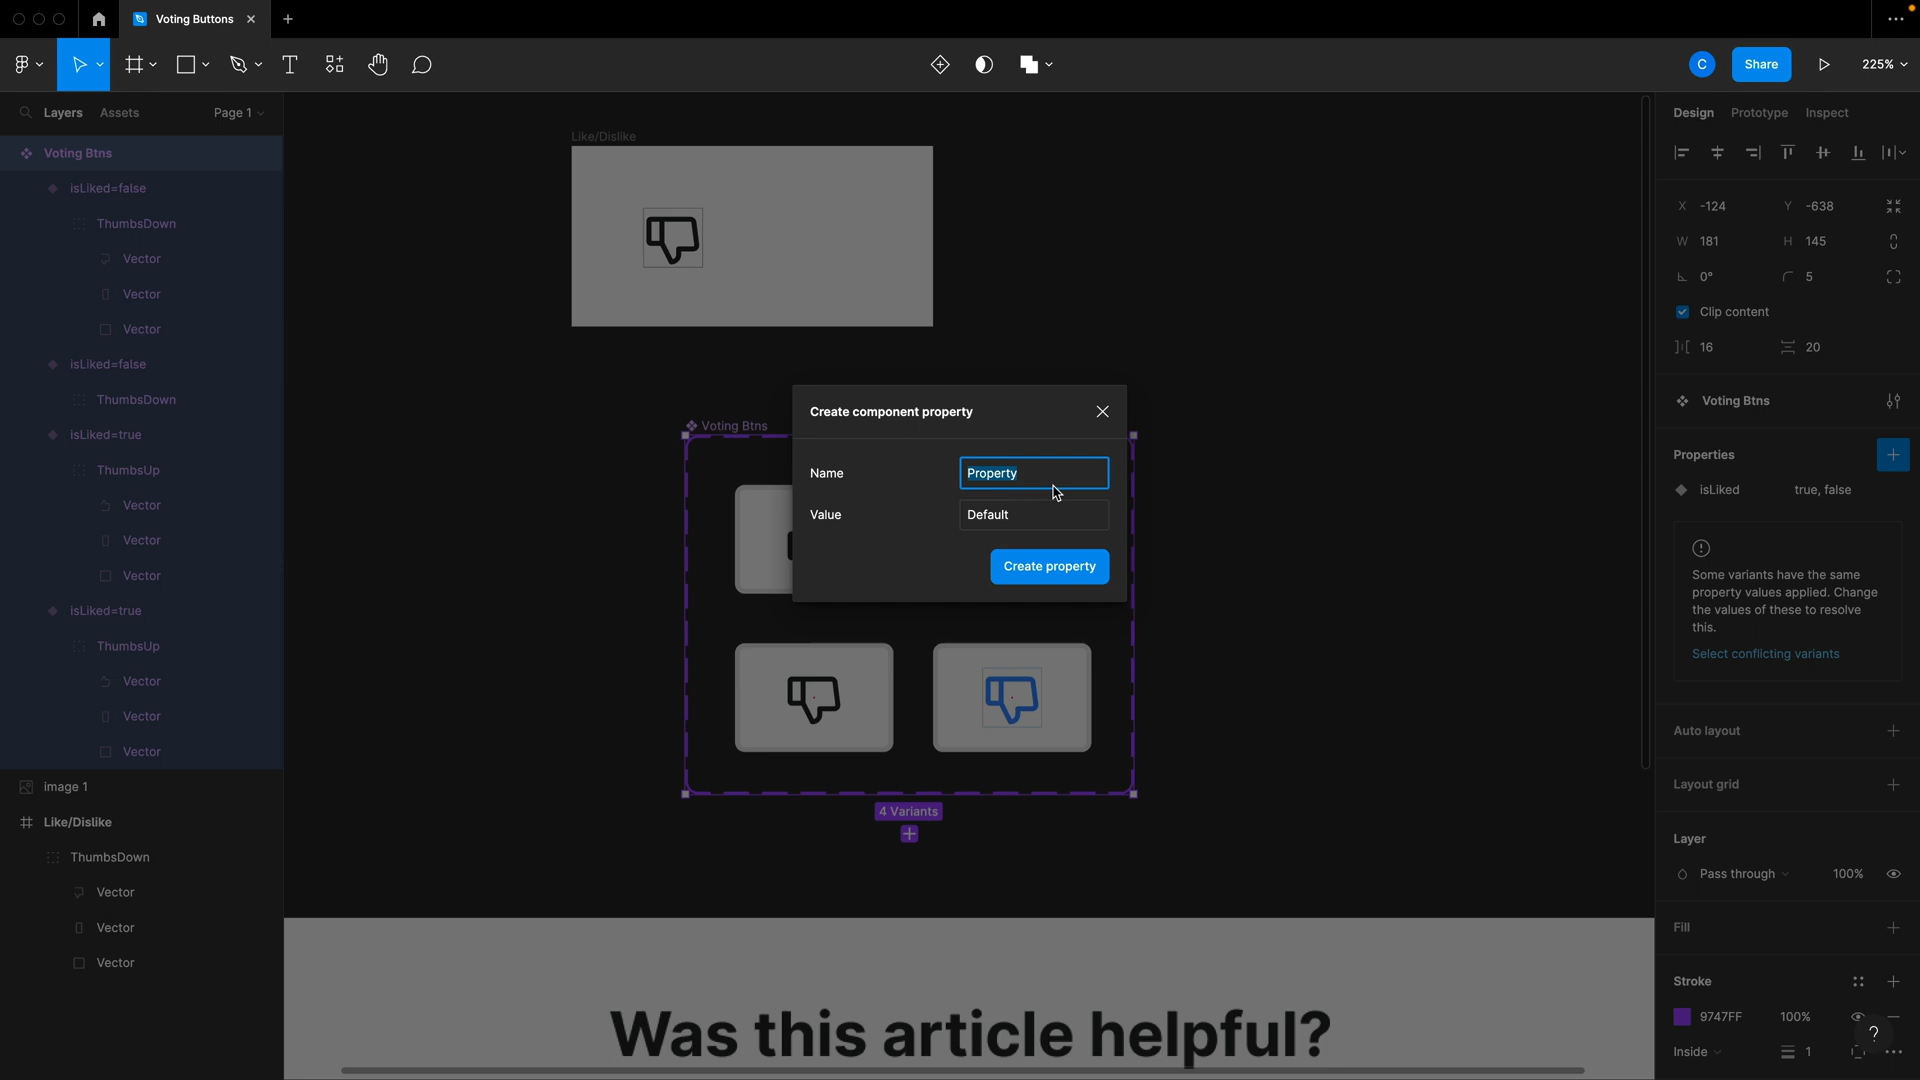 Voting Buttons
C
Share
225%
Layers
Assets
Page 1
Voting Btns
isLiked=false
ThumbsDown
Vector
Vector
Vector
isLiked=false
ThumbsDown
isLiked=true
ThumbsUp
Vector
Vector
Vector
isLiked=true
ThumbsUp
Vector
Vector
Vector
image 1
Like/Dislike
ThumbsDown
Vector
Vector
Vector
Like/Dislike
Voting Btns
4 Variants
Was this article helpful?
Create component property
Name
Property
Value
Default
Create property
Design
Prototype
Inspect
X -124
Y -638
W 181
H 145
0°
5
Clip content
16
20
Voting Btns
Properties
isLiked
true, false
Some variants have the same
property values applied. Change
the values of these to resolve
this.
Select conflicting variants
Auto layout
Layout grid
Layer
Pass through
100%
Fill
Stroke
9747FF
100%
Inside
1
?